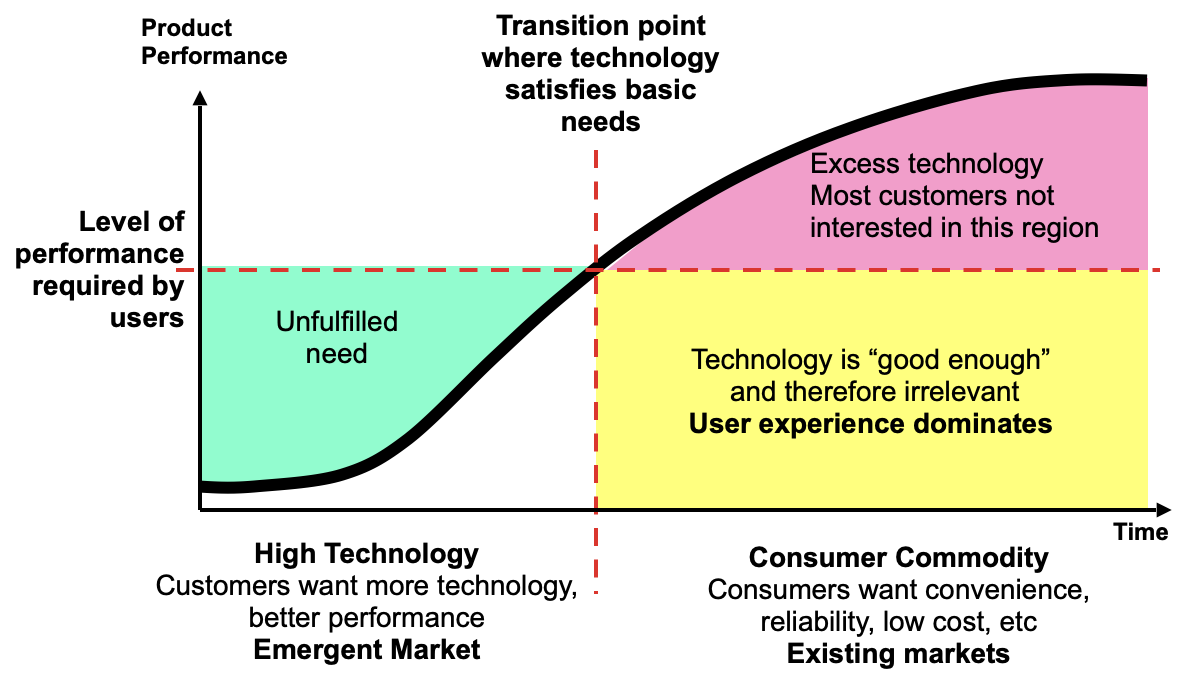 Product
Performance
Transition point
where technology
satisfies basic
needs
Level of
performance
required by
users
Excess technology
Most customers not
interested in this region
Unfulfilled
need
Technology is “good enough”
and therefore irrelevant
User experience dominates
Time
High Technology
Customers want more technology,
better performance
Emergent Market
Consumer Commodity
Consumers want convenience,
reliability, low cost, etc
Existing markets